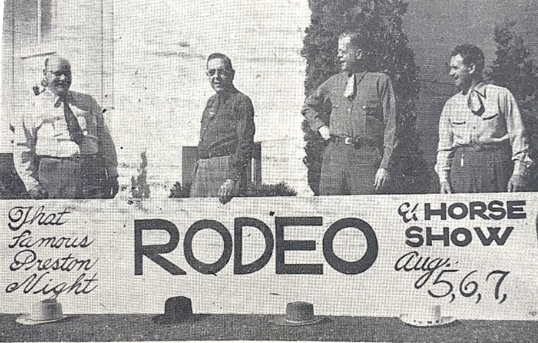 That
Famous
Preston
Night
RODEO
& HORSE
SHOW
Aug. 5, 6, 7,